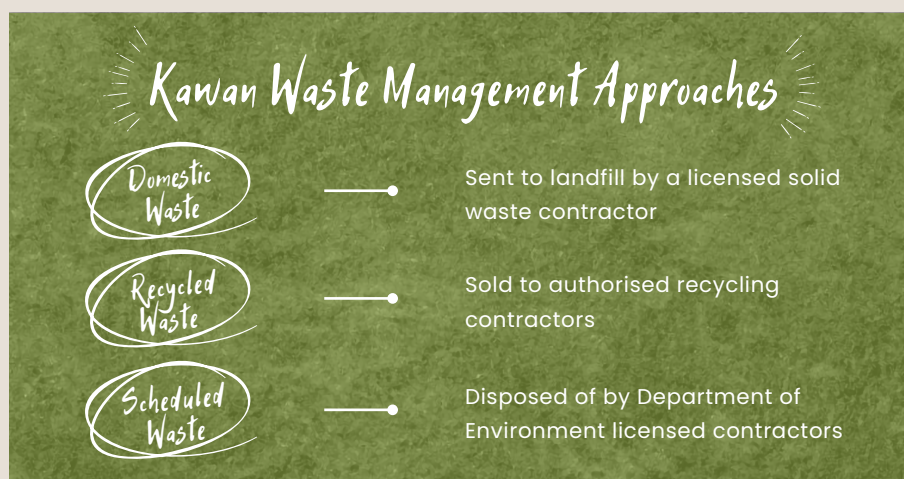 Kawan Waste Management Approaches
Domestic
Waste
Sent to landfill by a licensed solid
waste contractor
Recycled
Waste
Sold to authorised recycling
contractors
Scheduled
Waste
Disposed of by Department of
Environment licensed contractors